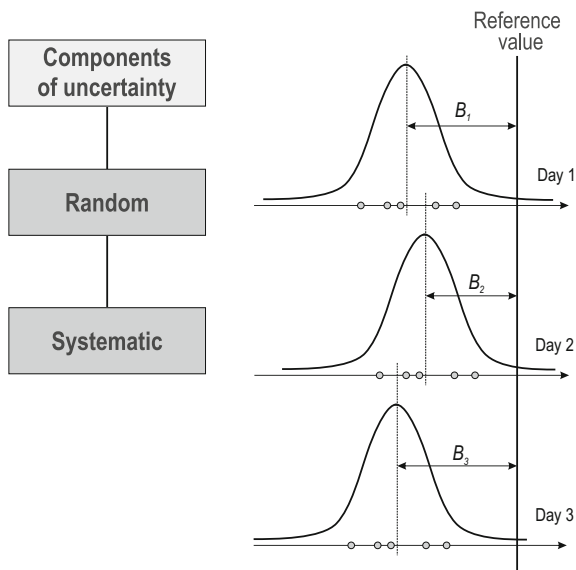 Components
of uncertainty
Random
Systematic
Reference
value
B1
Day 1
B2
Day 2
B3
Day 3